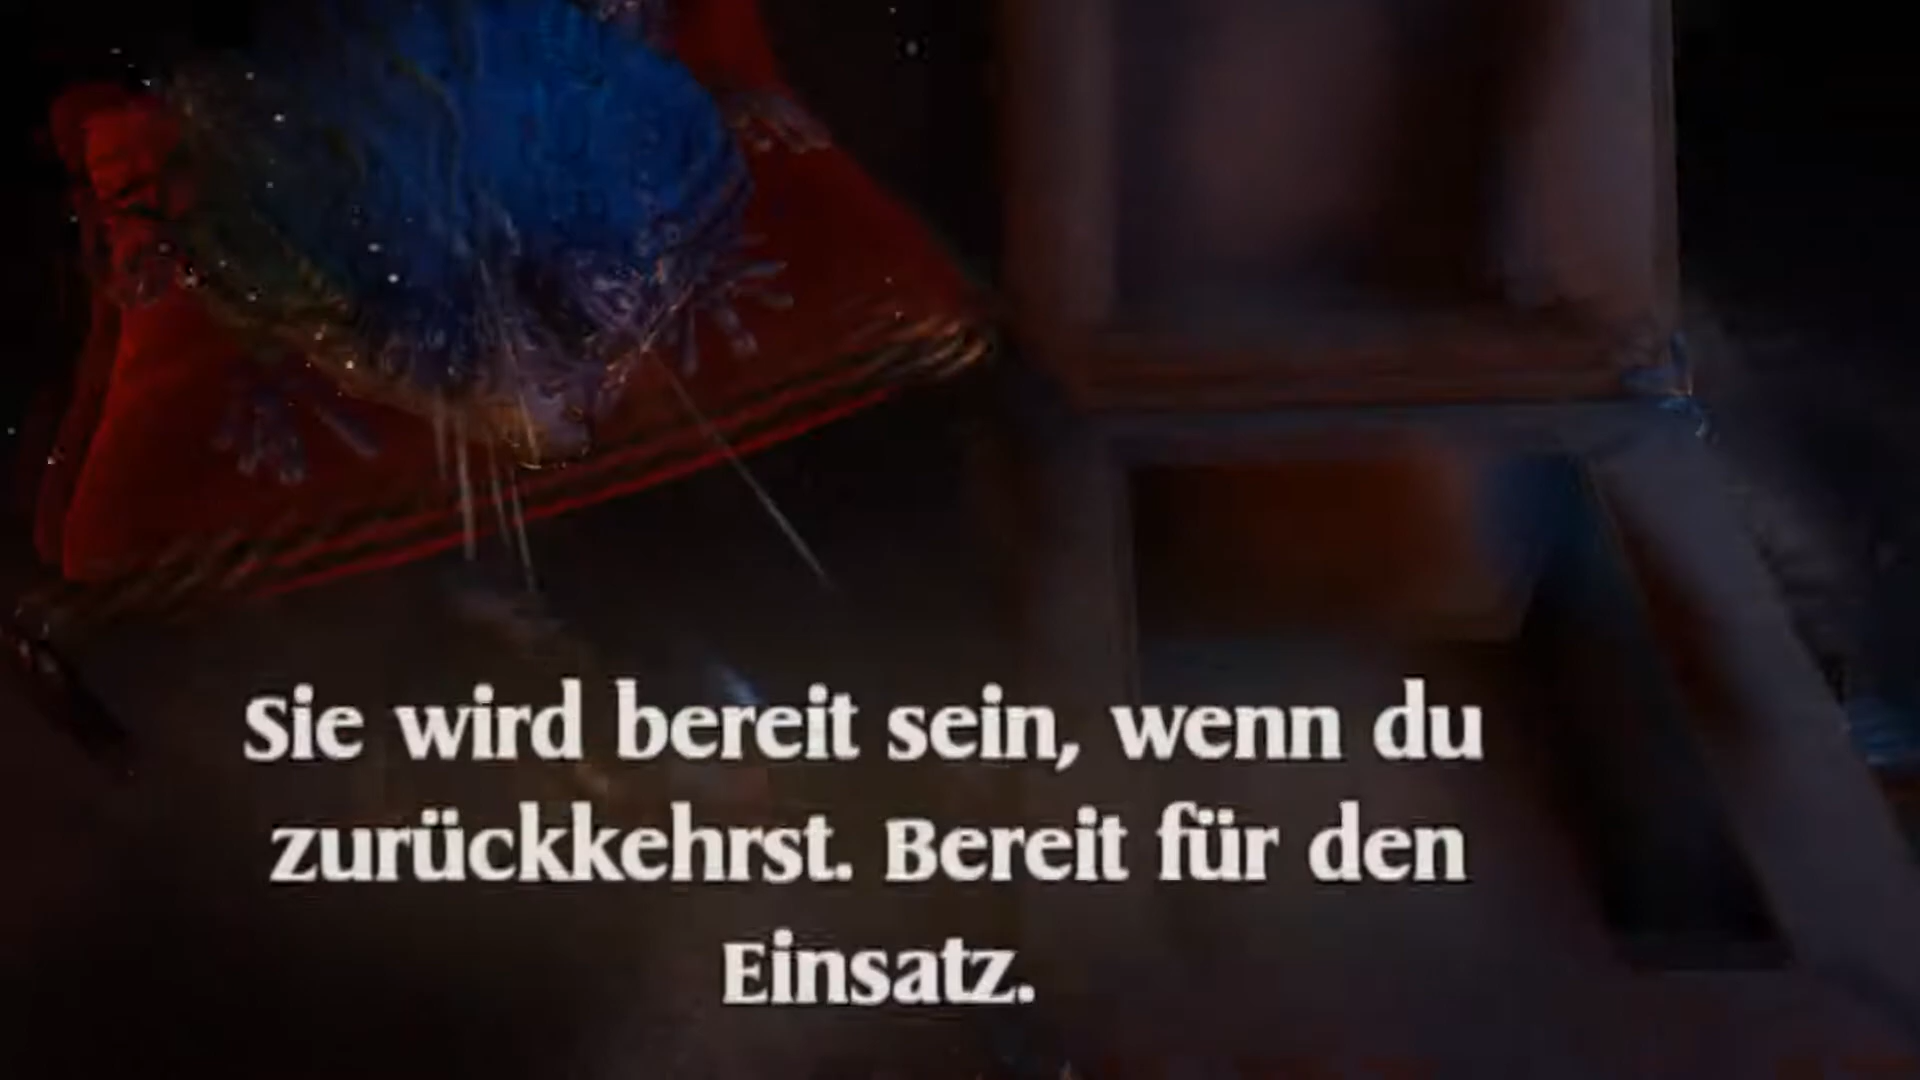 Sie wird bereit sein, wenn du
zurückkehrst. Bereit für den
Einsatz.